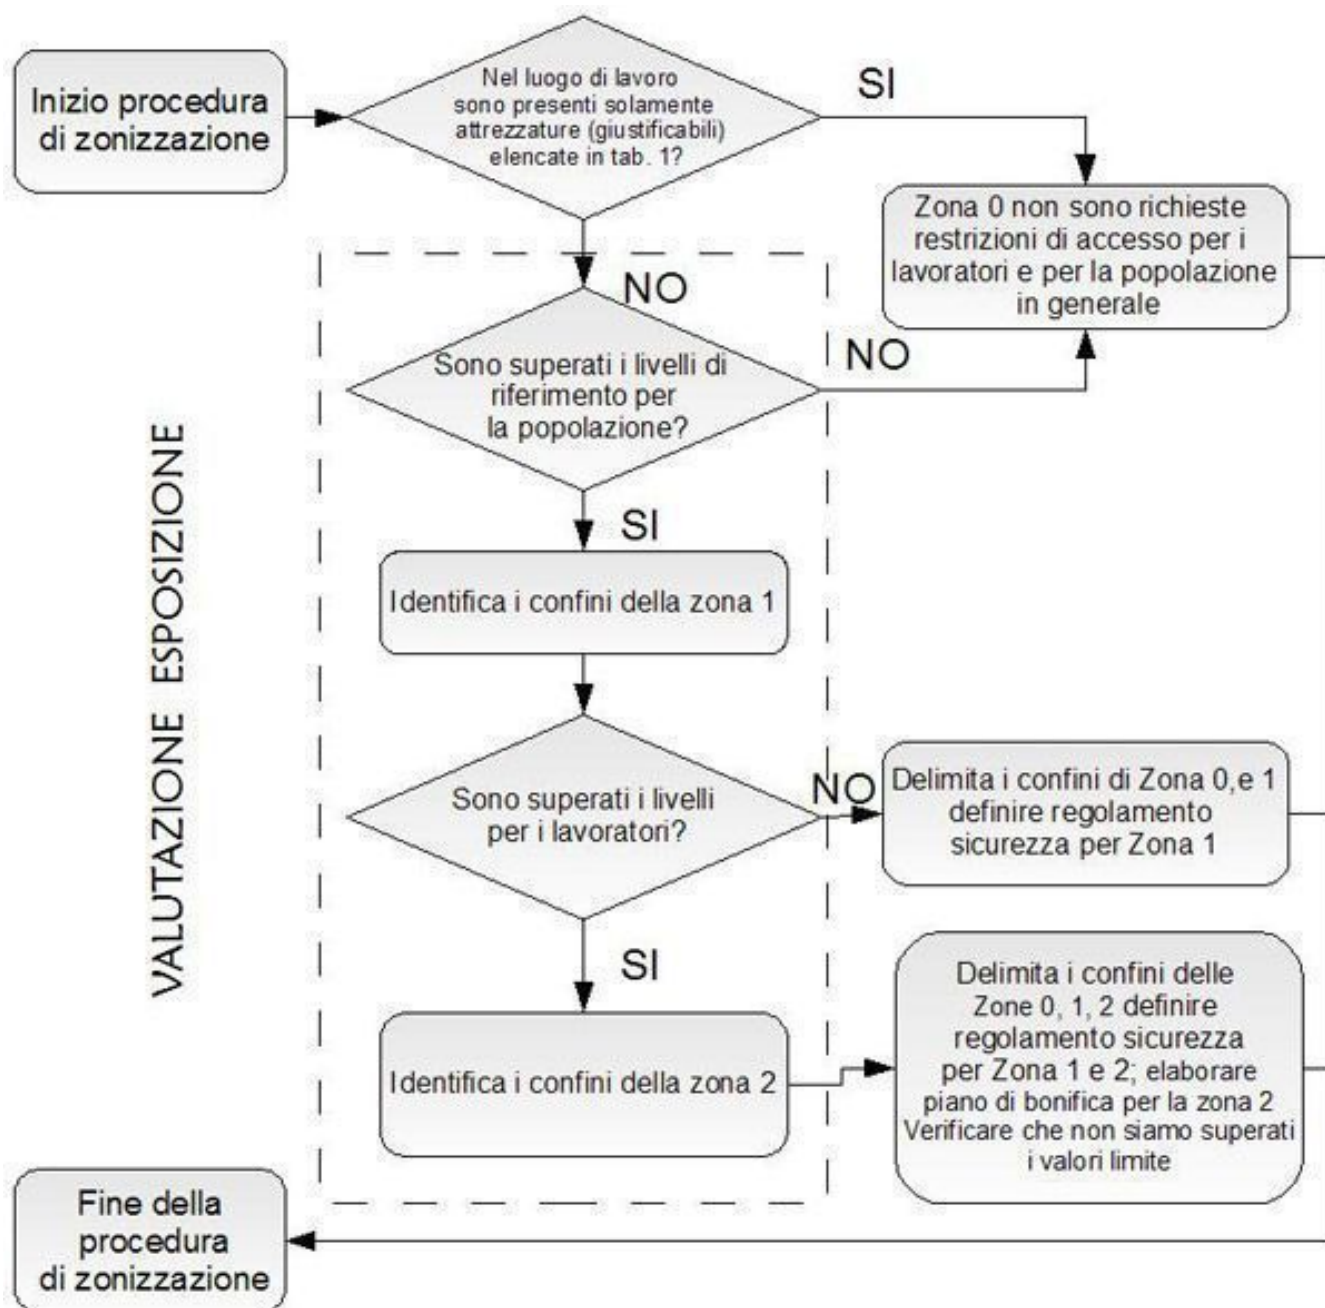 Inizio procedura
di zonizzazione
Nel luogo di lavoro
sono presenti solamente
attrezzature (giustificabili)
elencate in tab. 1?
SI
Zona 0 non sono richieste
restrizioni di accesso per i
lavoratori e per la popolazione
in generale
NO
Sono superati i livelli di
riferimento per
la popolazione?
NO
SI
Identifica i confini della zona 1
Sono superati i livelli
per i lavoratori?
NO
Delimita i confini di Zona 0,e 1
definire regolamento
sicurezza per Zona 1
SI
Identifica i confini della zona 2
Delimita i confini delle
Zone 0, 1, 2 definire
regolamento sicurezza
per Zona 1 e 2; elaborare
piano di bonifica per la zona 2
Verificare che non siamo superati
i valori limite
Fine della
procedura
di zonizzazione
VALUTAZIONE ESPOSIZIONE